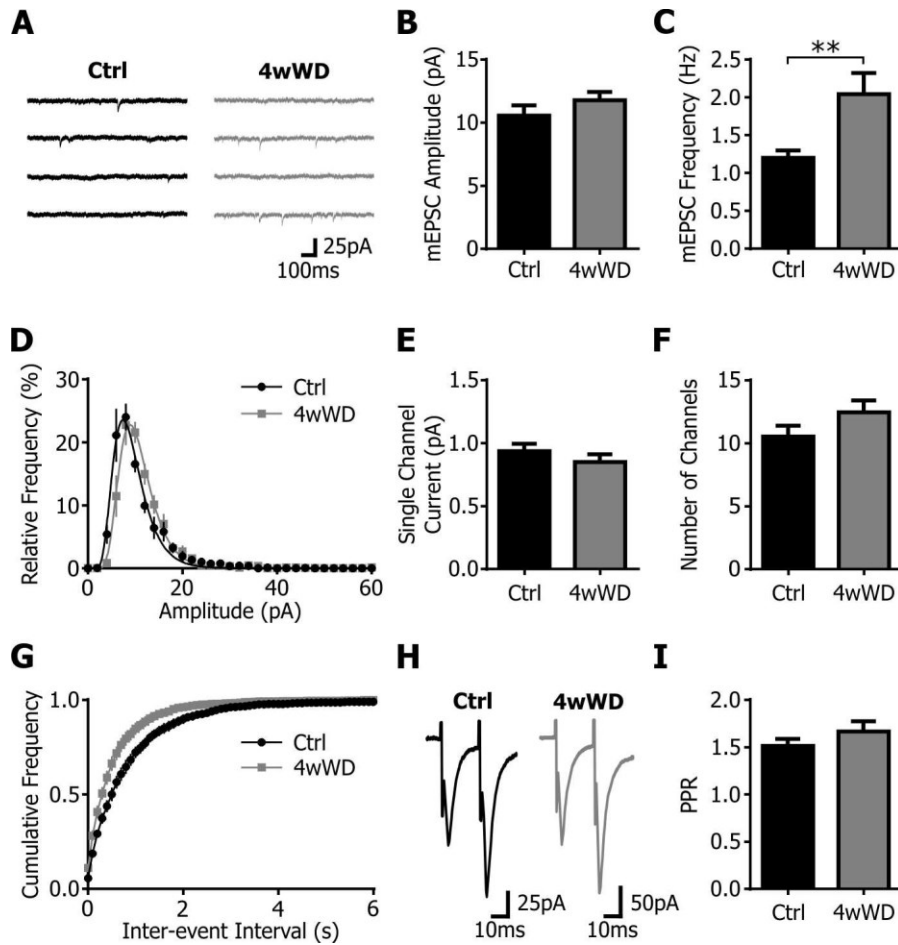 A
Ctrl 4wWD
25pA
100ms
B
mEPSC Amplitude (pA)
15
10
5
0
Ctrl 4wWD
C
mEPSC Frequency (Hz)
**
2.5
2.0
1.5
1.0
0.5
0.0
Ctrl 4wWD
D
Relative Frequency (%)
30
20
10
0
Ctrl
4wWD
0 20 40 60
Amplitude (pA)
E
Single Channel
Current (pA)
1.5
1.0
0.5
0.0
Ctrl 4wWD
F
Number of Channels
15
10
5
0
Ctrl 4wWD
G
Cumulative Frequency
1.0
0.5
0.0
Ctrl
4wWD
0 2 4 6
Inter-event Interval (s)
H
Ctrl 4wWD
25pA 50pA
10ms 10ms
I
PPR
2.0
1.5
1.0
0.5
0.0
Ctrl 4wWD